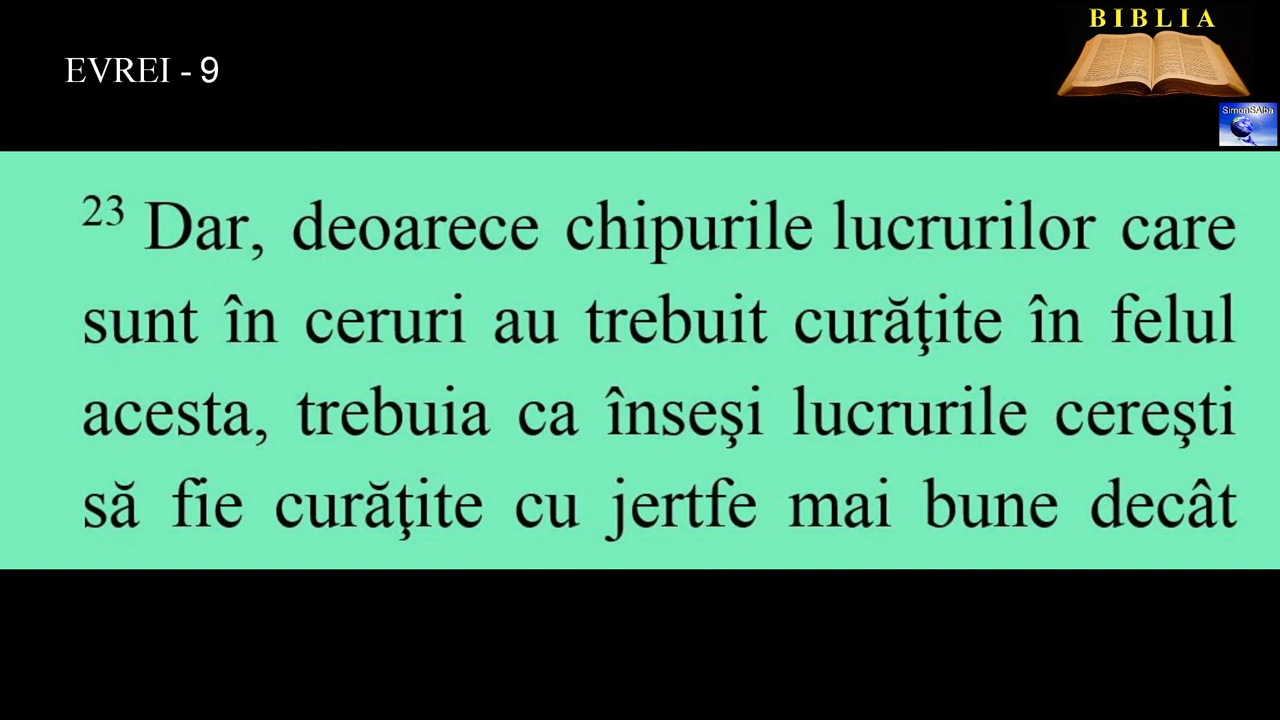 BIBLIA
EVREI - 9
SimonSAlba
23 Dar, deoarece chipurile lucrurilor care
sunt în ceruri au trebuit curăţite în felul
acesta, trebuia ca înseşi lucrurile cereşti
să fie curăţite cu jertfe mai bune decât